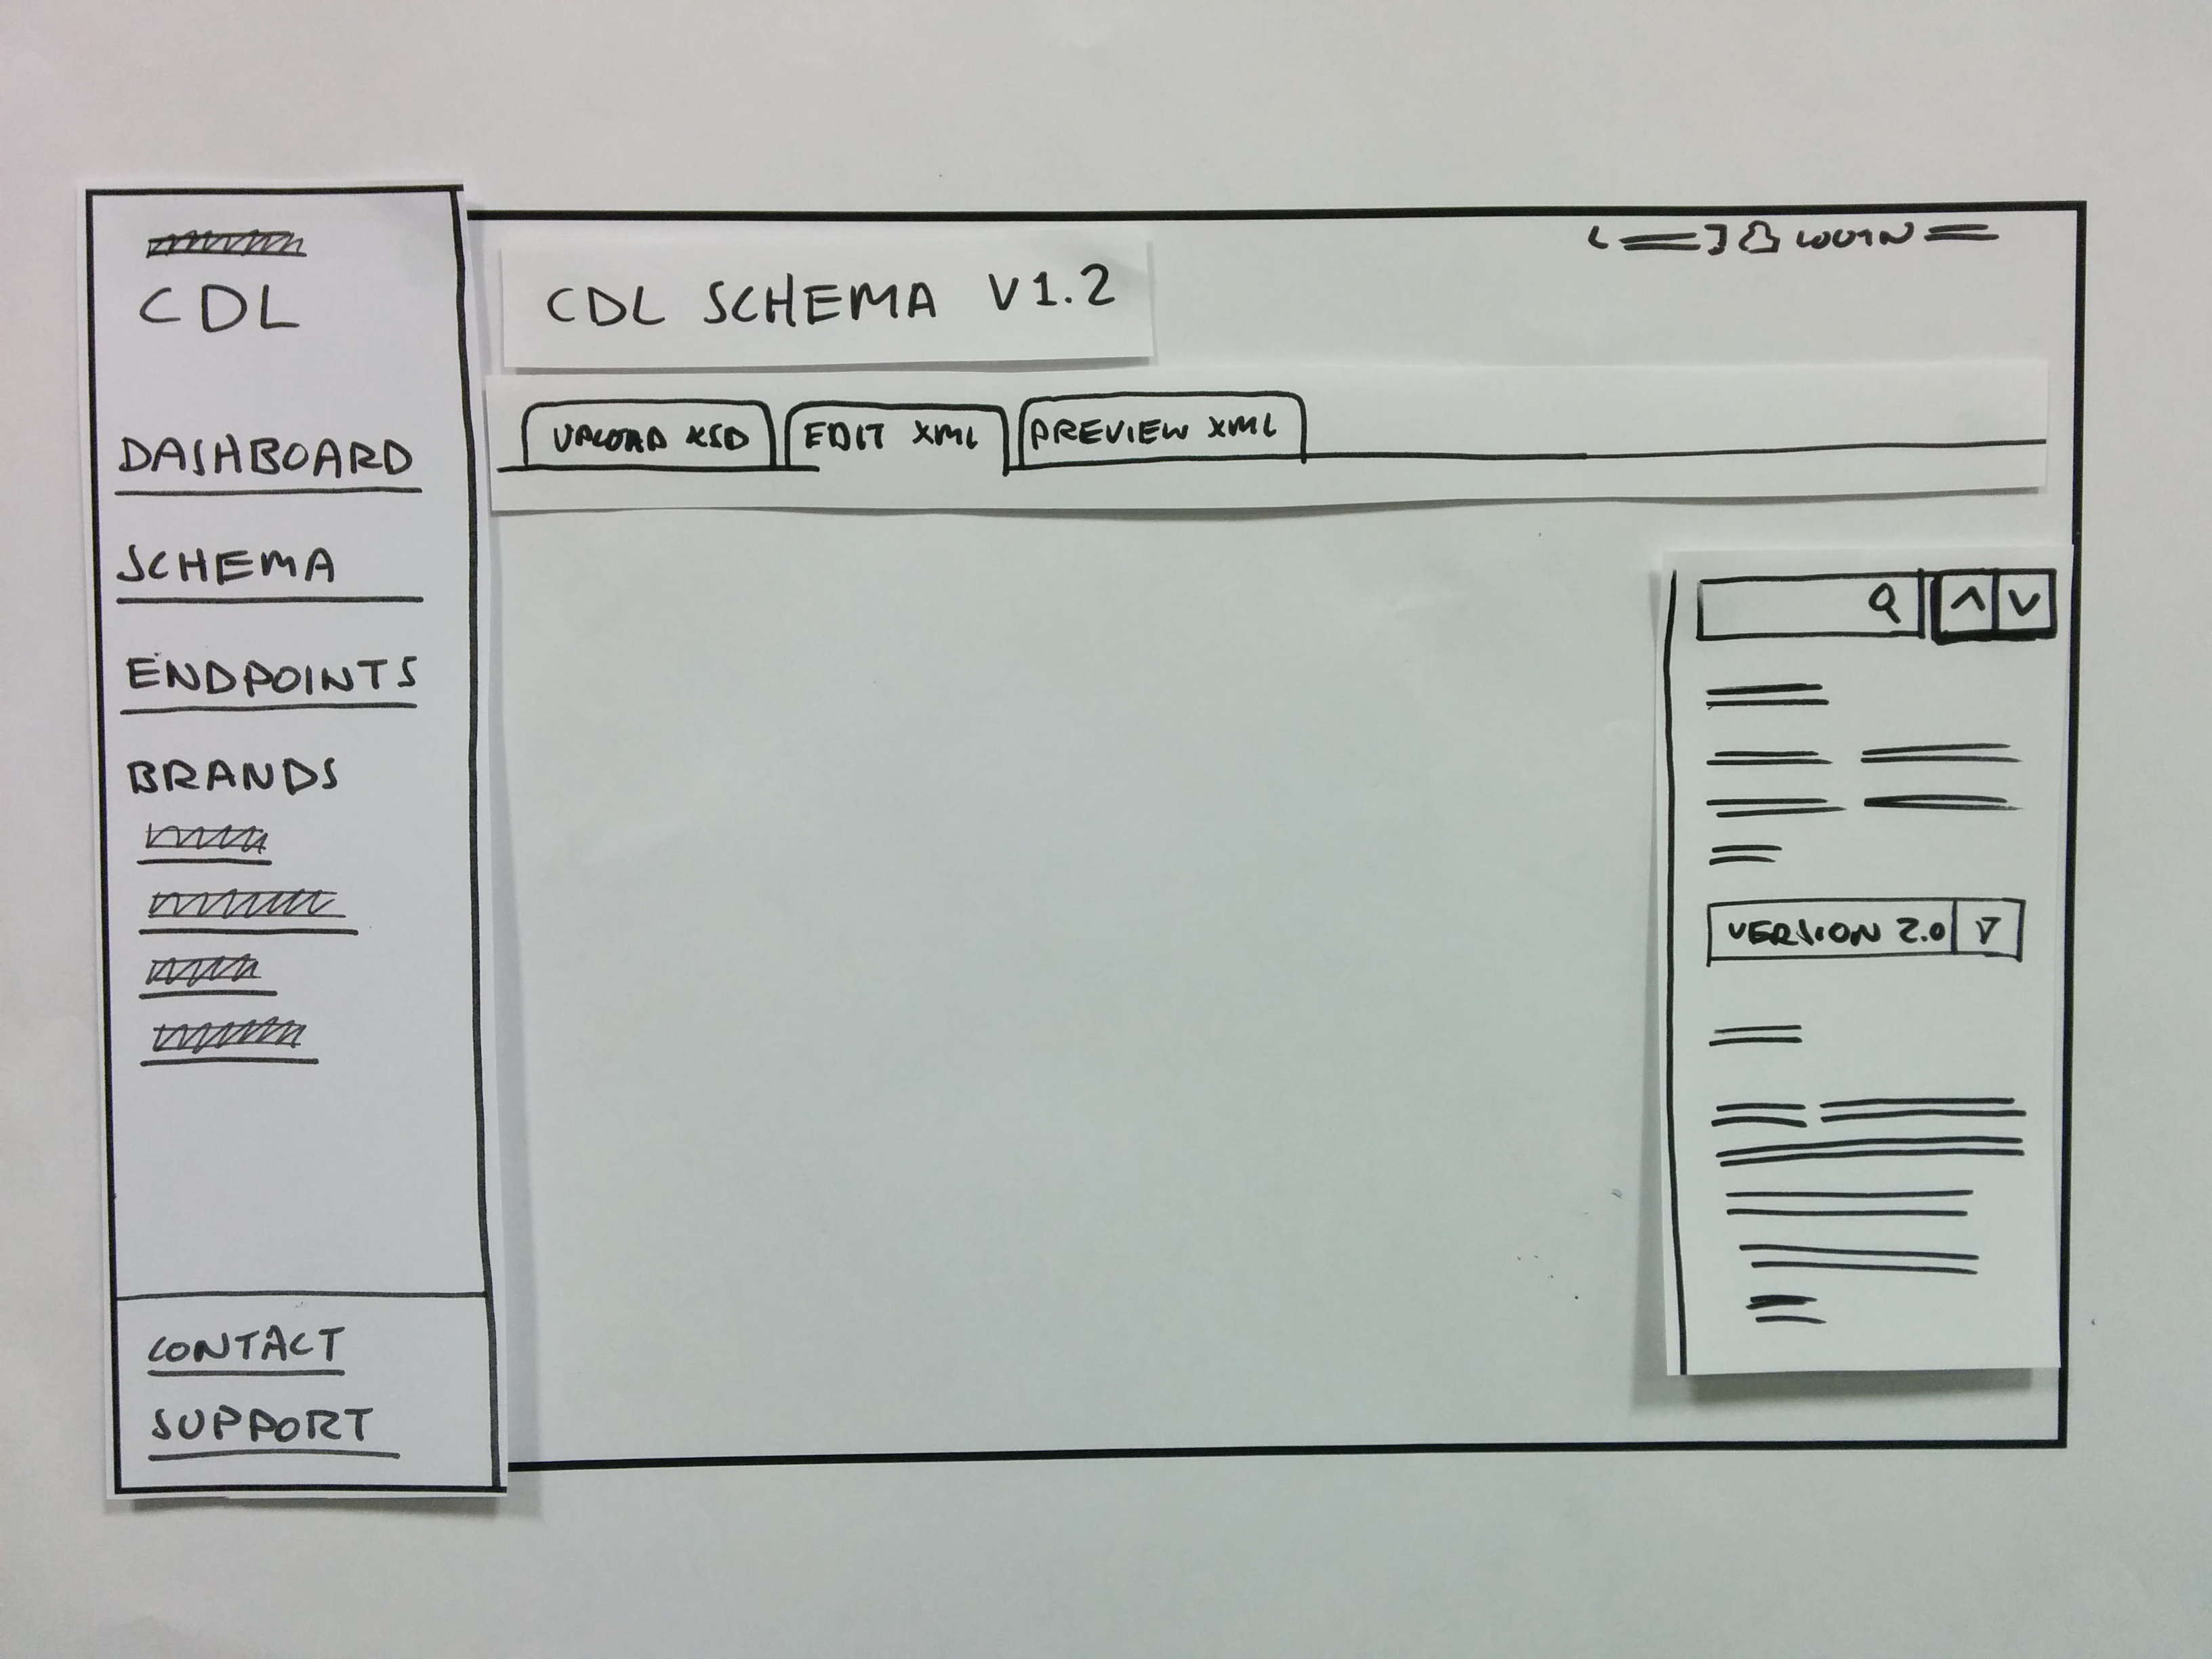 CDL
DASHBOARD
SCHEMA
ENDPOINTS
BRANDS
CONTACT
SUPPORT
CDL SCHEMA V1.2
LOGIN
UPLOAD XSD
EDIT XML
PREVIEW XML
VERSION 2.0